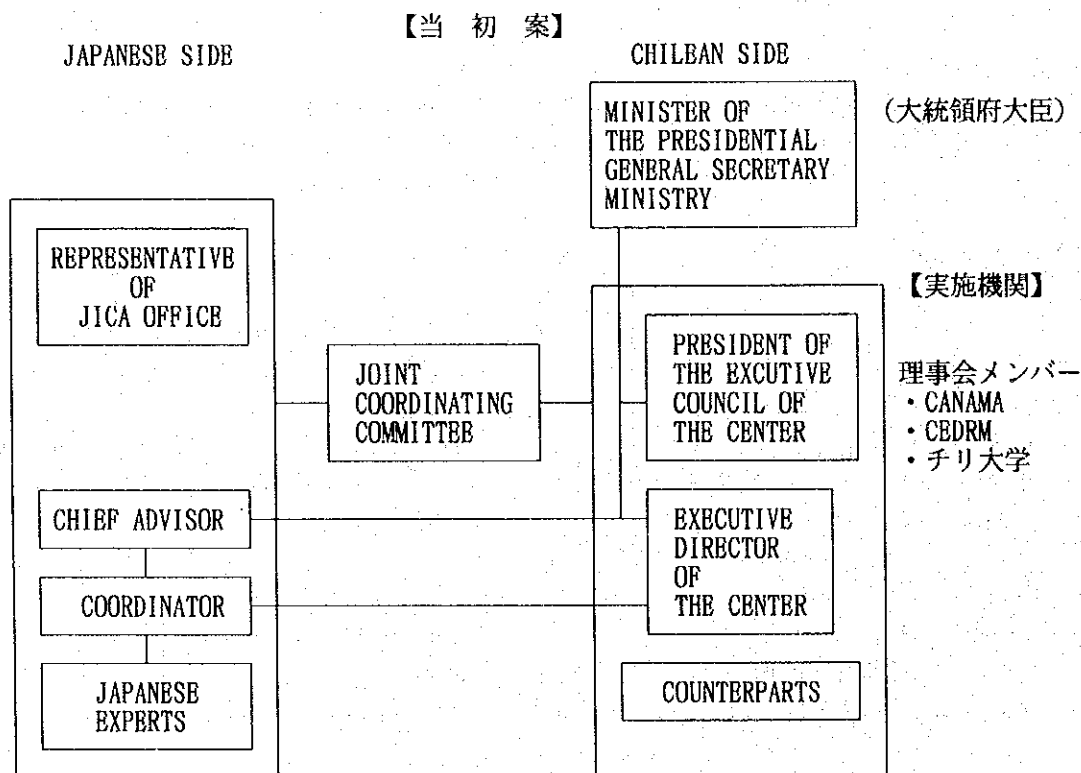 【当 初 案】
JAPANESE SIDE
CHILEAN SIDE
MINISTER OF
THE PRESIDENTIAL
GENERAL SECRETARY
MINISTRY
(大統領府大臣)
REPRESENTATIVE
OF
JICA OFFICE
JOINT
COORDINATING
COMMITTEE
【実施機関】
PRESIDENT OF
THE EXCUTIVE
COUNCIL OF
THE CENTER
理事会メンバー
・CANAMA
・CEDRM
・チリ大学
CHIEF ADVISOR
EXECUTIVE
DIRECTOR
OF
THE CENTER
COORDINATOR
JAPANESE
EXPERTS
COUNTERPARTS